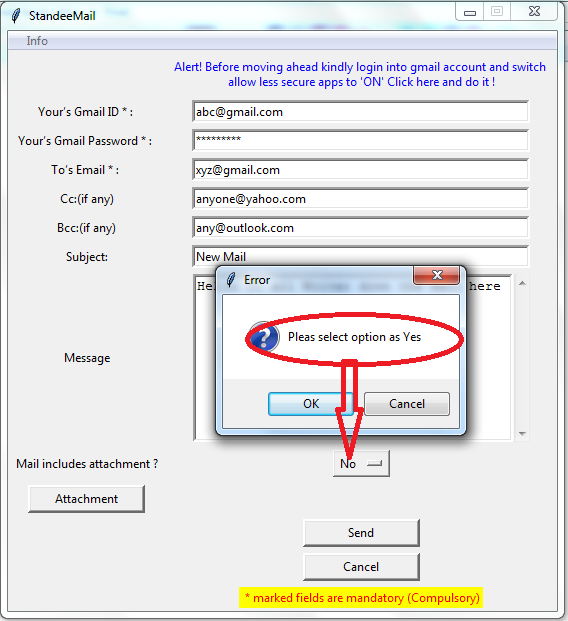 StandeeMail
Info
Alert! Before moving ahead kindly login into gmail account and switch
allow less secure apps to 'ON' Click here and do it !
Your's Gmail ID * :
abc@gmail.com
Your's Gmail Password * :
*********
To's Email * :
xyz@gmail.com
Cc:(if any)
anyone@yahoo.com
Bcc:(if any)
any@outlook.com
Subject:
New Mail
Error
here
Pleas select option as Yes
Message
OK
Cancel
Mail includes attachment ?
No
Attachment
Send
Cancel
* marked fields are mandatory (Compulsory)